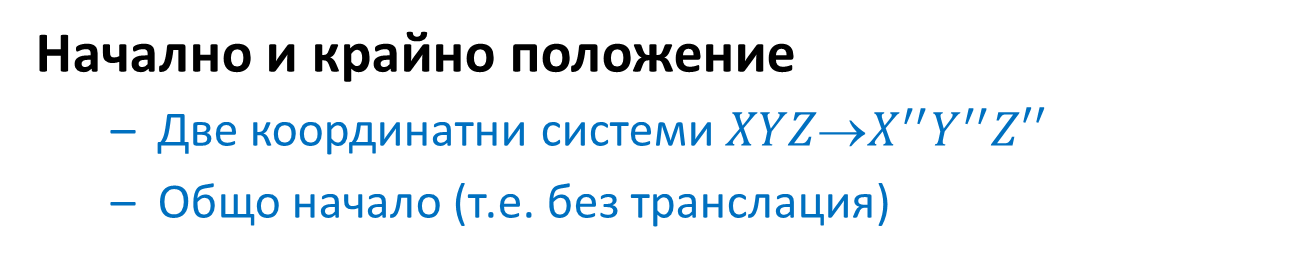 Начално и крайно положение
– Две координатни системи XYZ→X′′Y′′Z′′
– Общо начало (т.е. без транслация)